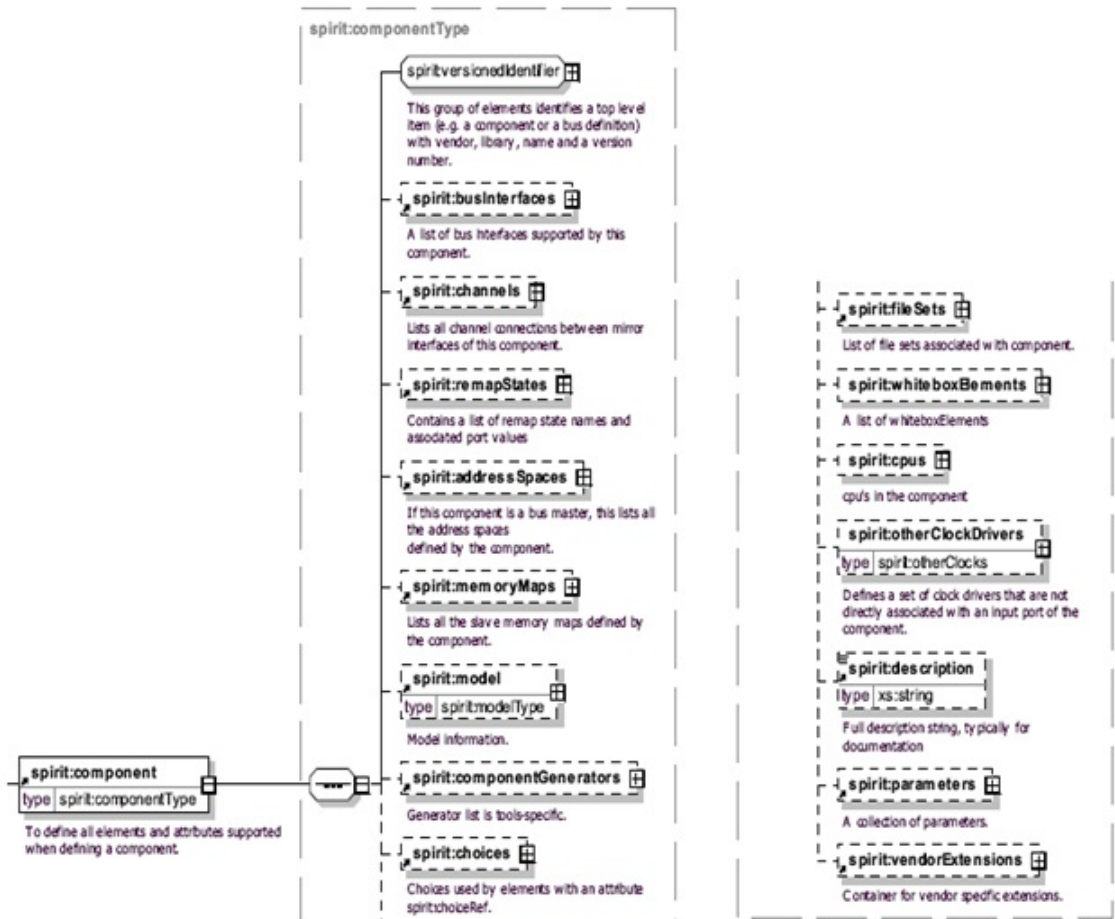 spirit:componentType
spirit:versionedIdentifier
This group of elements identifies a top level
item (e.g. a component or a bus definition)
with vendor, library, name and a version
number.
spirit:busInterfaces
A list of bus interfaces supported by this
component.
spirit:channels
Lists all channel connections between mirror
interfaces of this component.
spirit:remapStates
Contains a list of remap state names and
associated port values
spirit:addressSpaces
If this component is a bus master, this lists all
the address spaces
defined by the component.
spirit:memoryMaps
Lists all the slave memory maps defined by
the component.
spirit:model
type spirit:modelType
Model information.
spirit:component
type spirit:componentType
To define all elements and attributes supported
when defining a component.
spirit:componentGenerators
Generator list is tools-specific.
spirit:choices
Choices used by elements with an attribute
spirit:choiceRef.
spirit:fileSets
List of file sets associated with component.
spirit:whiteboxElements
A list of whiteboxElements
spirit:cpus
cpu's in the component
spirit:otherClockDrivers
type spirit:otherClocks
Defines a set of clock drivers that are not
directly associated with an input port of the
component.
spirit:description
type xs:string
Full description string, typically for
documentation
spirit:parameters
A collection of parameters.
spirit:vendorExtensions
Container for vendor specific extensions.